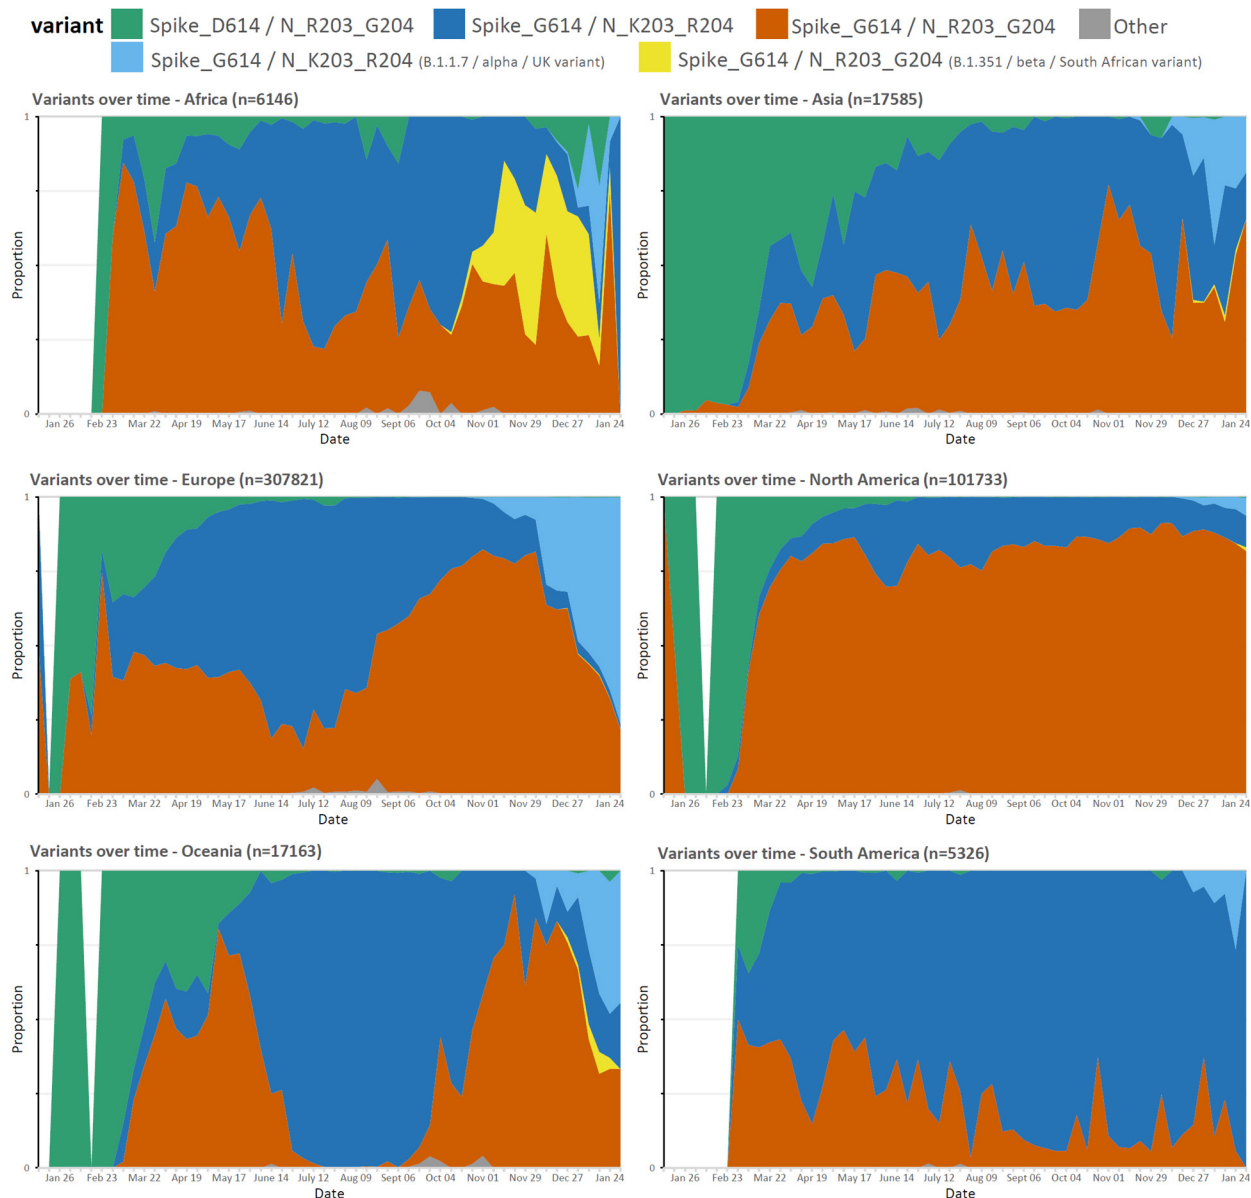 variant Spike_D614 / N_R203_G204 Spike_G614 / N_K203_R204 Spike_G614 / N_R203_G204 Other
Spike_G614 / N_K203_R204 (B.1.1.7 / alpha / UK variant) Spike_G614 / N_R203_G204 (B.1.351 / beta / South African variant)
Variants over time - Africa (n=6146)
1
Proportion
0
Jan 26 Feb 23 Mar 22 Apr 19 May 17 June 14 July 12 Aug 09 Sept 06 Oct 04 Nov 01 Nov 29 Dec 27 Jan 24
Date
Variants over time - Asia (n=17585)
1
Proportion
0
Jan 26 Feb 23 Mar 22 Apr 19 May 17 June 14 July 12 Aug 09 Sept 06 Oct 04 Nov 01 Nov 29 Dec 27 Jan 24
Date
Variants over time - Europe (n=307821)
1
Proportion
0
Jan 26 Feb 23 Mar 22 Apr 19 May 17 June 14 July 12 Aug 09 Sept 06 Oct 04 Nov 01 Nov 29 Dec 27 Jan 24
Date
Variants over time - North America (n=101733)
1
Proportion
0
Jan 26 Feb 23 Mar 22 Apr 19 May 17 June 14 July 12 Aug 09 Sept 06 Oct 04 Nov 01 Nov 29 Dec 27 Jan 24
Date
Variants over time - Oceania (n=17163)
1
Proportion
0
Jan 26 Feb 23 Mar 22 Apr 19 May 17 June 14 July 12 Aug 09 Sept 06 Oct 04 Nov 01 Nov 29 Dec 27 Jan 24
Date
Variants over time - South America (n=5326)
1
Proportion
0
Jan 26 Feb 23 Mar 22 Apr 19 May 17 June 14 July 12 Aug 09 Sept 06 Oct 04 Nov 01 Nov 29 Dec 27 Jan 24
Date